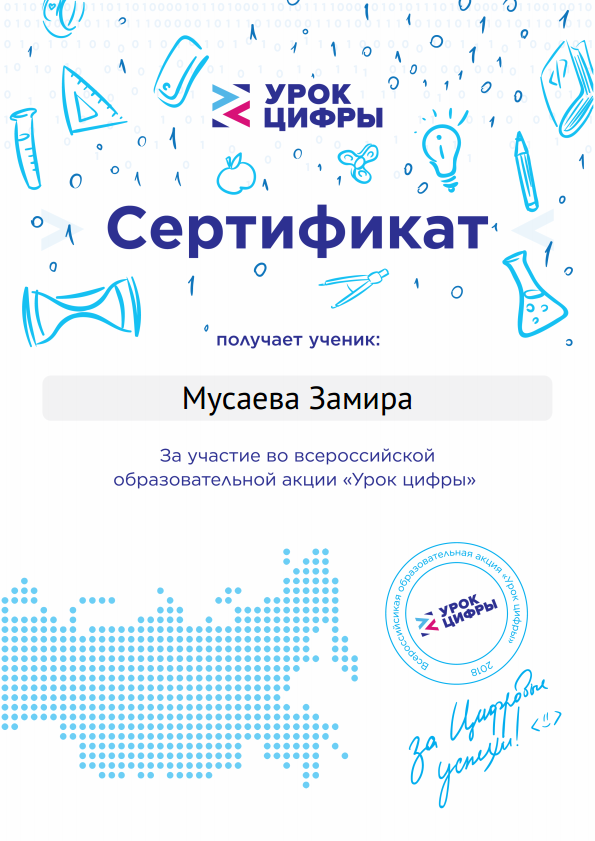 УРОК
ЦИФРЫ
Сертификат
получает ученик:
Мусаева Замира
За участие во всероссийской
образовательной акции «Урок цифры»
Всероссийсикая образовательная акция «Урок цифры»
2018
УРОК
ЦИФРЫ
за Цифровые
успехи! <(!!)>